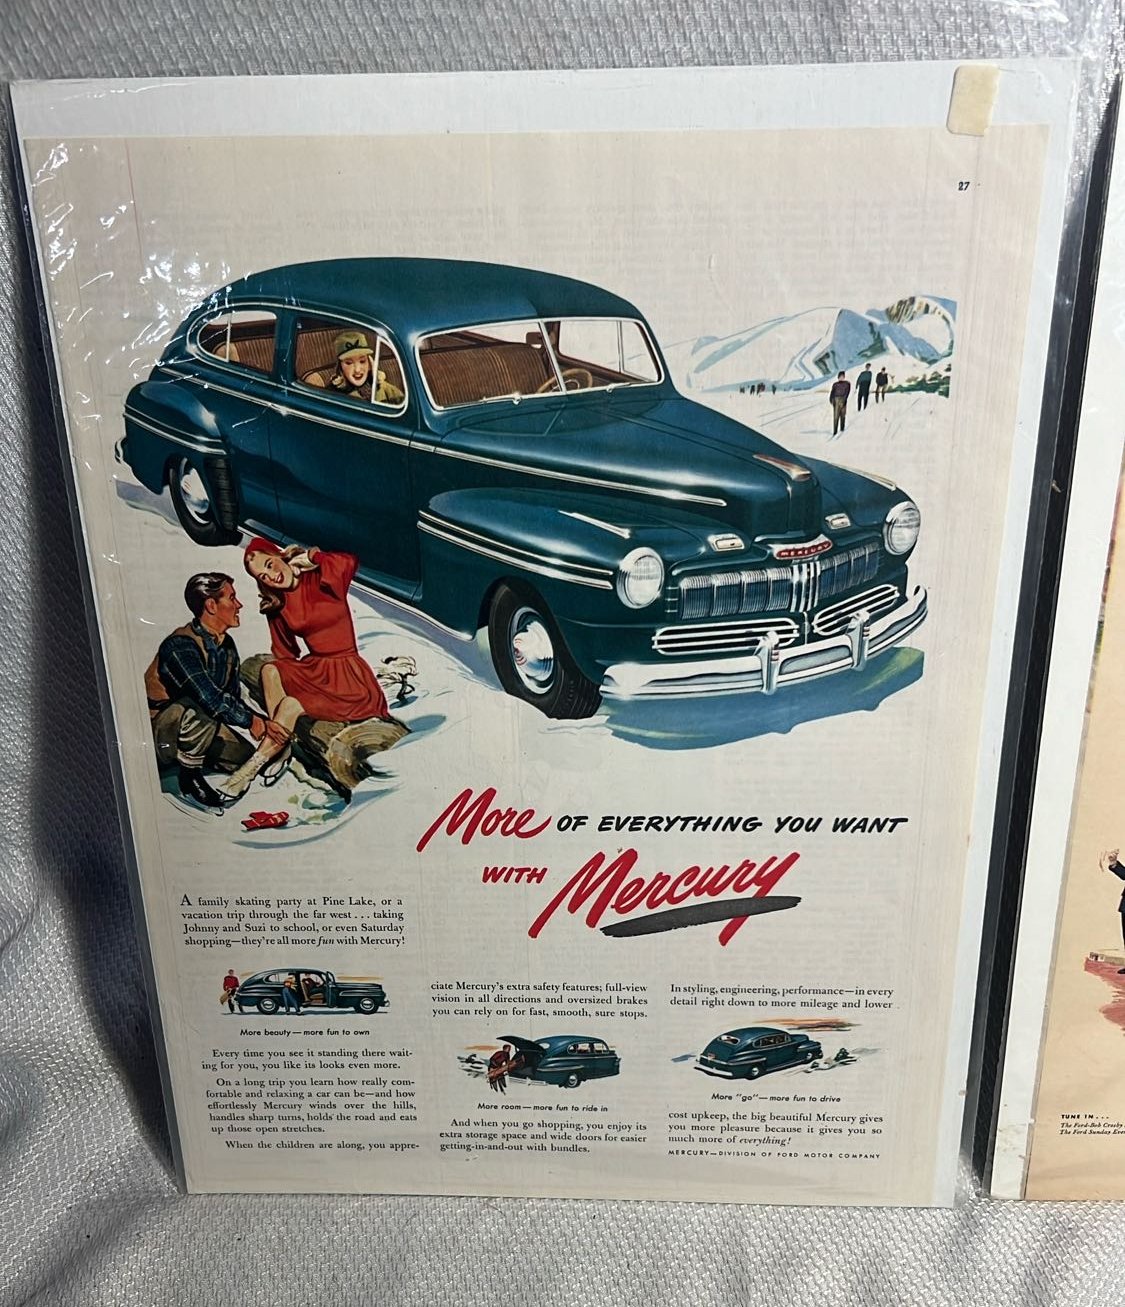 27
MERCURY
More OF EVERYTHING YOU WANT
WITH Mercury
A family skating party at Pine Lake, or a
vacation trip through the far west . . . taking
Johnny and Suzi to school, or even Saturday
shopping—they're all more fun with Mercury!
More beauty — more fun to own
Every time you see it standing there wait-
ing for you, you like its looks even more.
On a long trip you learn how really com-
fortable and relaxing a car can be—and how
effortlessly Mercury winds over the hills,
handles sharp turns, holds the road and eats
up those open stretches.
When the children are along, you appre-
ciate Mercury's extra safety features; full-view
vision in all directions and oversized brakes
you can rely on for fast, smooth, sure stops.
More room — more fun to ride in
And when you go shopping, you enjoy its
extra storage space and wide doors for easier
getting-in-and-out with bundles.
In styling, engineering, performance—in every
detail right down to more mileage and lower
More "go" — more fun to drive
cost upkeep, the big beautiful Mercury gives
you more pleasure because it gives you so
much more of everything!
MERCURY—DIVISION OF FORD MOTOR COMPANY
TUNE IN . . .
The Ford-Bob Crosby
The Ford Sunday